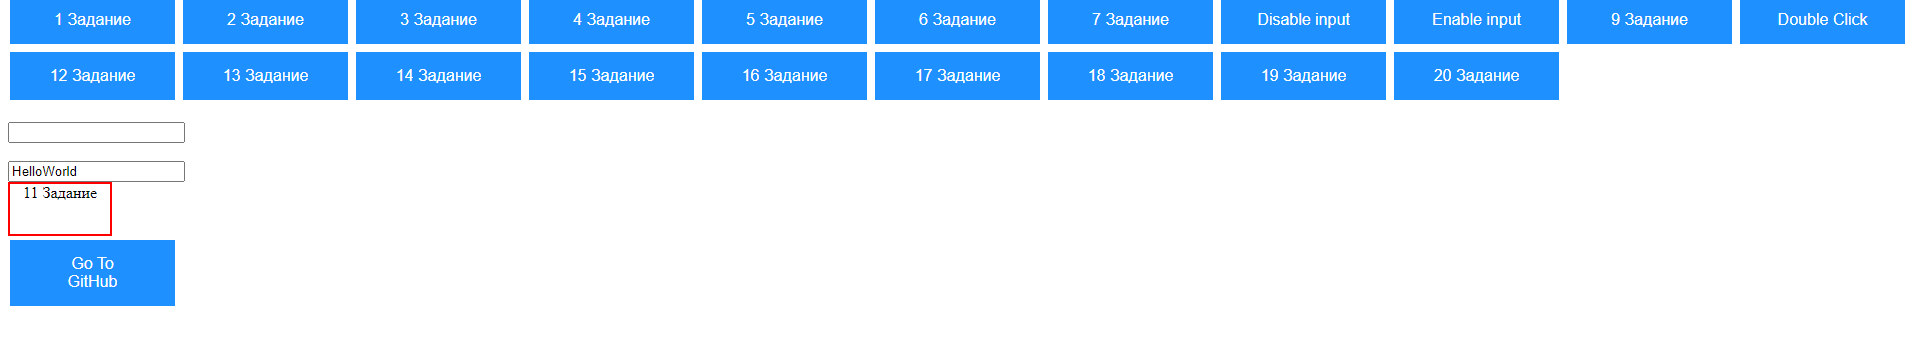 1 Задание 2 Задание 3 Задание 4 Задание 5 Задание 6 Задание 7 Задание Disable input Enable input 9 Задание Double Click
12 Задание 13 Задание 14 Задание 15 Задание 16 Задание 17 Задание 18 Задание 19 Задание 20 Задание
HelloWorld
11 Задание
Go To
GitHub